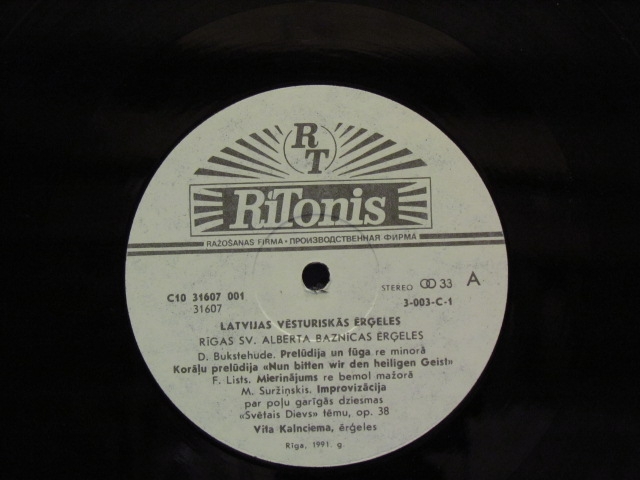 RT
RiTonis
RAŽOŠANAS FIRMA • ПРОИЗВОДСТВЕННАЯ ФИРМА
C10 31607 001
31607
STEREO 33 A
3-003-C-1
LATVIJAS VĒSTURISKĀS ĒRĢELES
RĪGAS SV. ALBERTA BAZNĪCAS ĒRĢELES
D. Bukstehude. Prelūdija un fūga re minorā
Korāļu prelūdija «Nun bitten wir den heiligen Geist»
F. Lists. Mierinājums re bemol mažorā
M. Suržinskis. Improvizācija
par poļu garīgās dziesmas
«Svētais Dievs» tēmu, op. 38
Vita Kalnciema, ērģeles
Rīga, 1991. g.